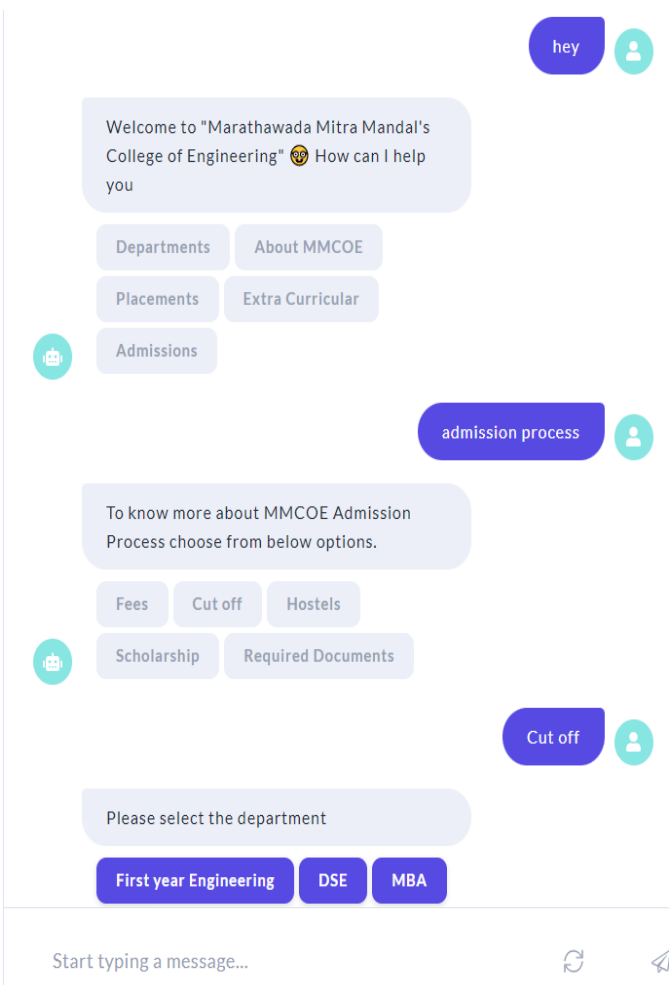 hey
Welcome to "Marathawada Mitra Mandal's
College of Engineering" 🤓 How can I help
you
Departments About MMCOE
Placements Extra Curricular
Admissions
admission process
To know more about MMCOE Admission
Process choose from below options.
Fees Cut off Hostels
Scholarship Required Documents
Cut off
Please select the department
First year Engineering DSE MBA
Start typing a message...